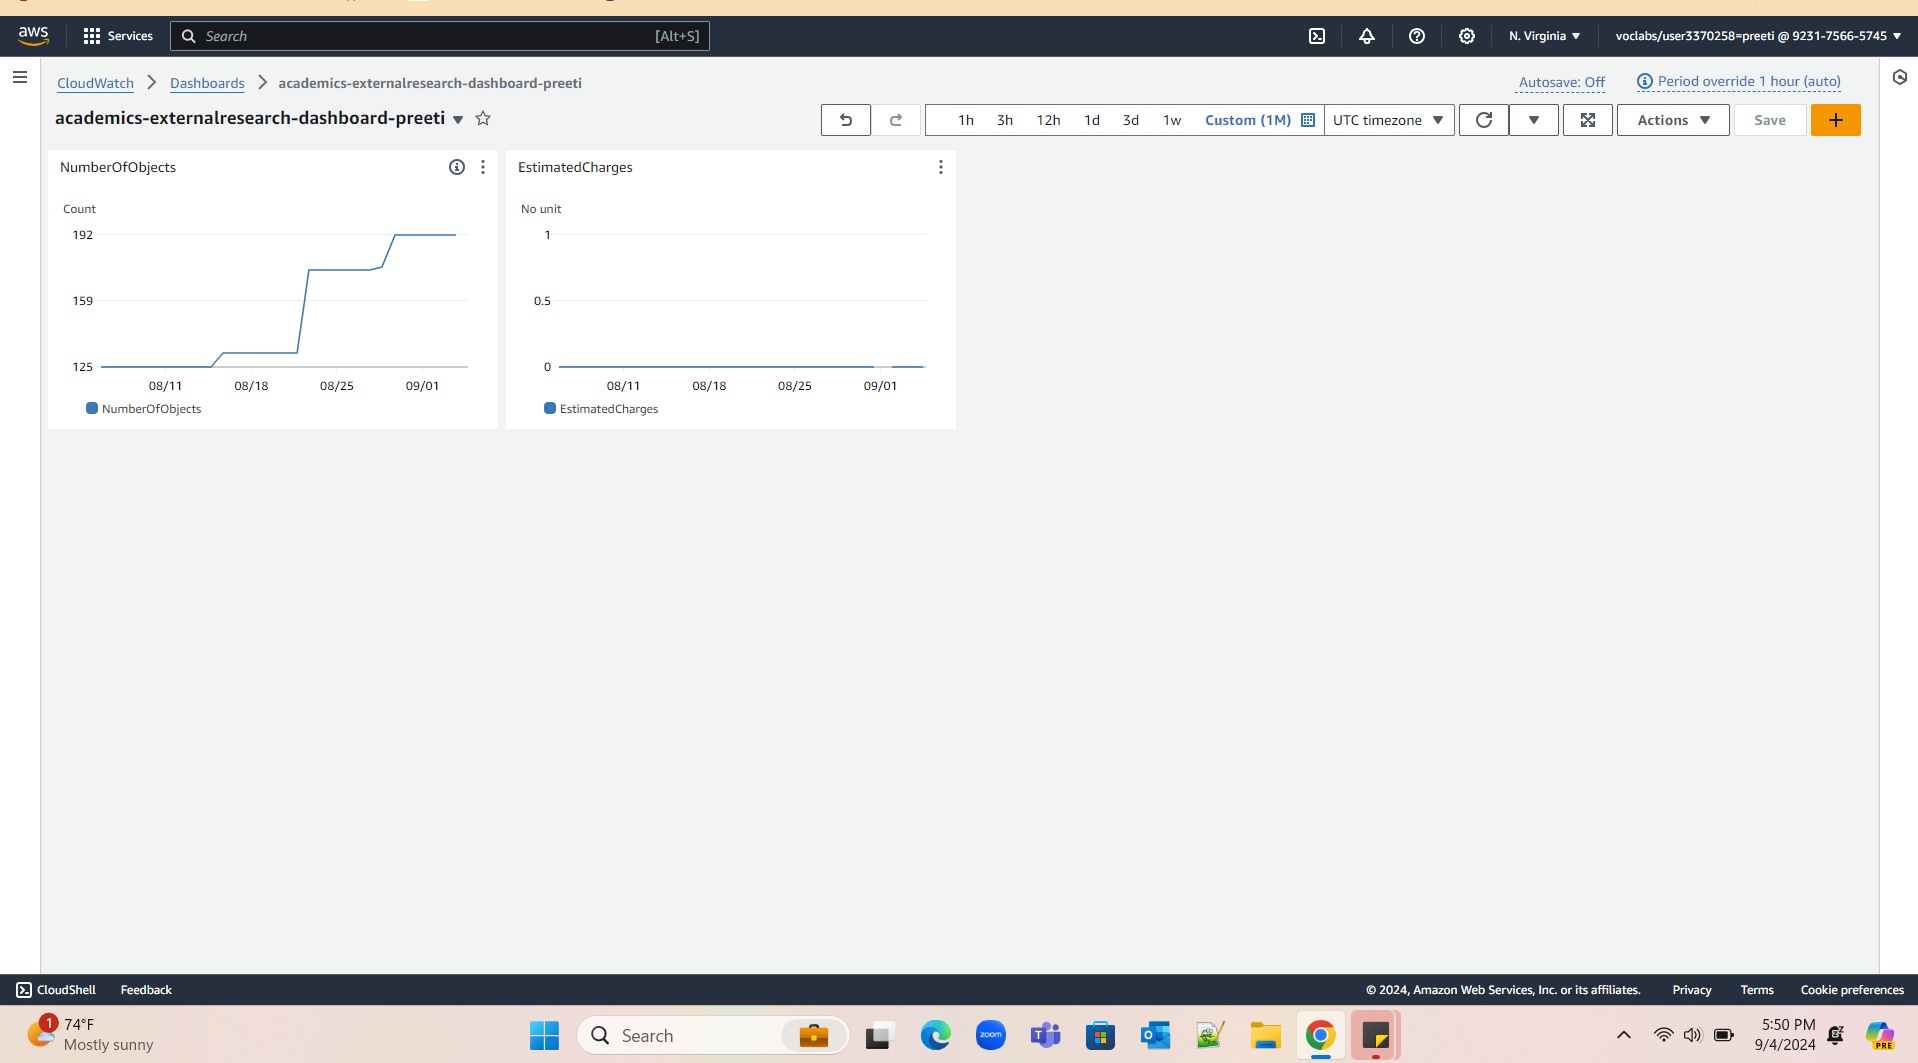 aws
Services
Search
[Alt+S]
N. Virginia
voclabs/user3370258=preeti @ 9231-7566-5745
CloudWatch
Dashboards
academics-externalresearch-dashboard-preeti
Autosave: Off
Period override 1 hour (auto)
academics-externalresearch-dashboard-preeti
1h
3h
12h
1d
3d
1w
Custom (1M)
UTC timezone
Actions
Save
NumberOfObjects
Count
192
159
125
08/11
08/18
08/25
09/01
NumberOfObjects
EstimatedCharges
No unit
1
0.5
0
08/11
08/18
08/25
09/01
EstimatedCharges
CloudShell
Feedback
© 2024, Amazon Web Services, Inc. or its affiliates.
Privacy
Terms
Cookie preferences
1
74°F
Mostly sunny
Search
zoom
5:50 PM
9/4/2024
PRE